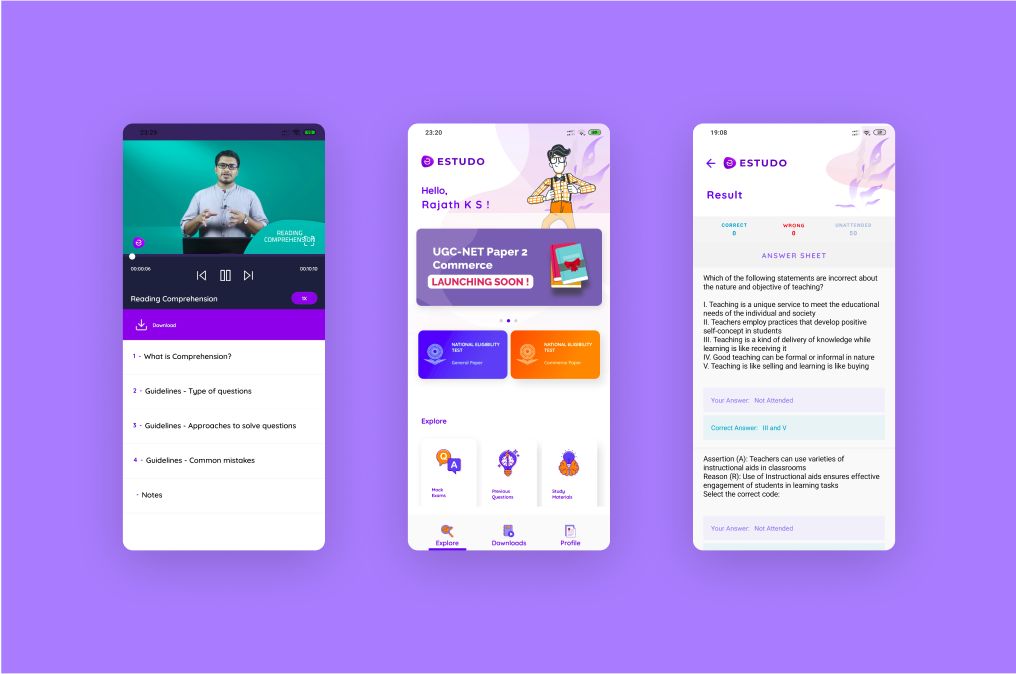 23:29
READING
COMPREHENSION
00:00:06
00:10:10
Reading Comprehension
1X
Download
1 - What is Comprehension?
2 - Guidelines - Type of questions
3 - Guidelines - Approaches to solve questions
4 - Guidelines - Common mistakes
- Notes
23:20
ESTUDO
Hello,
Rajath K S !
UGC-NET Paper 2
Commerce
LAUNCHING SOON !
NATIONAL ELIGIBILITY
TEST
General Paper
NATIONAL ELIGIBILITY
TEST
Commerce Paper
Explore
Q
A
Mock
Exams
Previous
Questions
Study
Materials
Explore
Downloads
Profile
19:08
ESTUDO
Result
CORRECT
0
WRONG
0
UNATTENDED
50
ANSWER SHEET
Which of the following statements are incorrect about
the nature and objective of teaching?
I. Teaching is a unique service to meet the educational
needs of the individual and society
II. Teachers employ practices that develop positive
self-concept in students
III. Teaching is a kind of delivery of knowledge while
learning is like receiving it
IV. Good teaching can be formal or informal in nature
V. Teaching is like selling and learning is like buying
Your Answer: Not Attended
Correct Answer: III and V
Assertion (A): Teachers can use varieties of
instructional aids in classrooms
Reason (R): Use of Instructional aids ensures effective
engagement of students in learning tasks
Select the correct code:
Your Answer: Not Attended